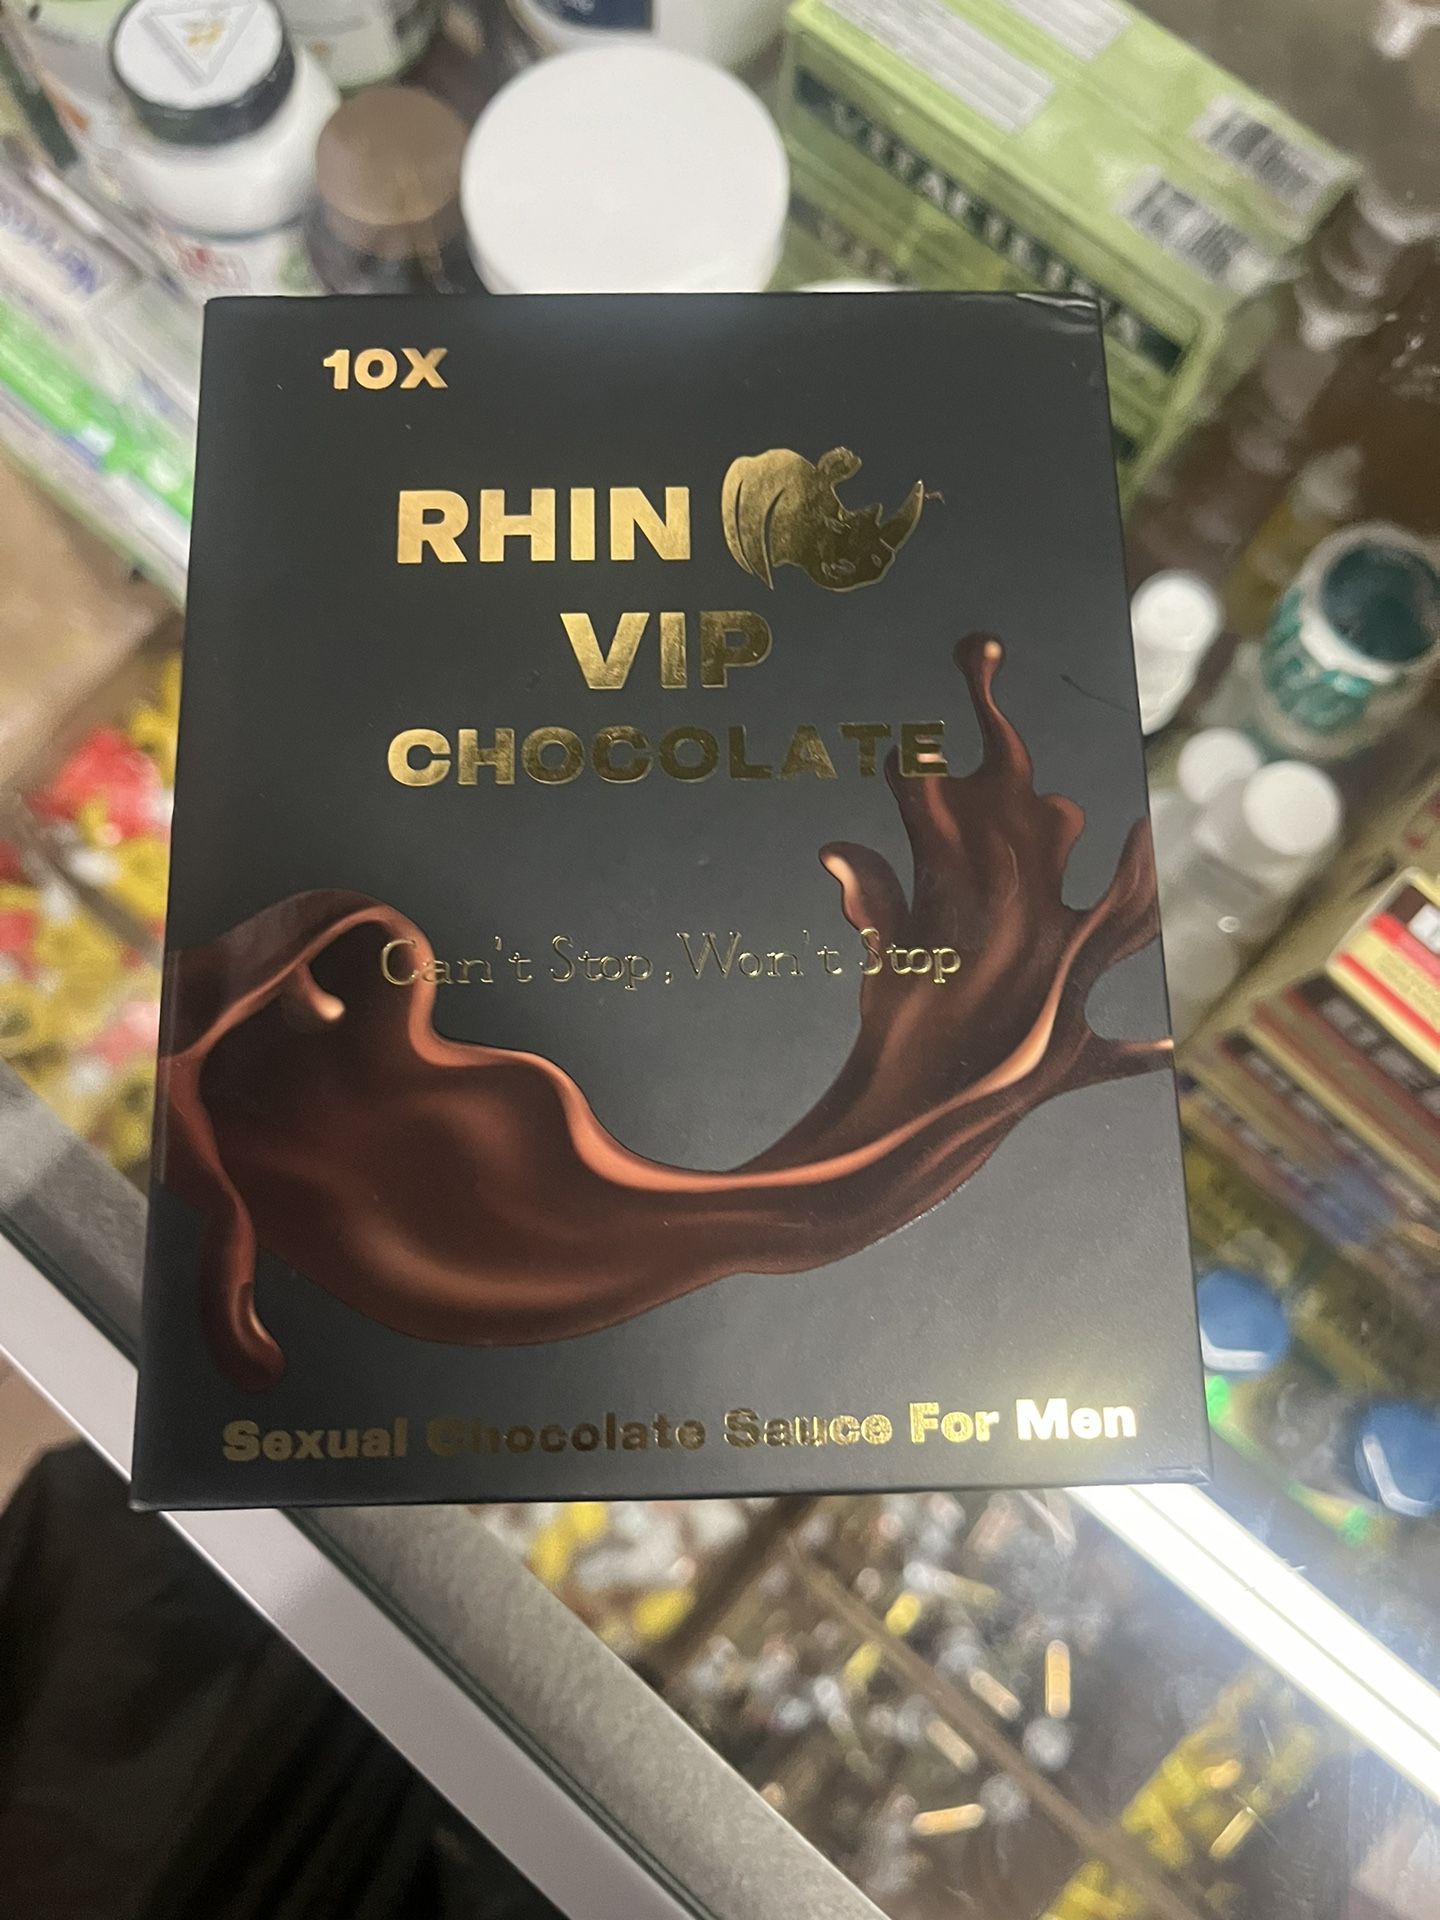 10X
RHIN
VIP
CHOCOLATE
Can't Stop, Won't Stop
Sexual Chocolate Sauce For Men